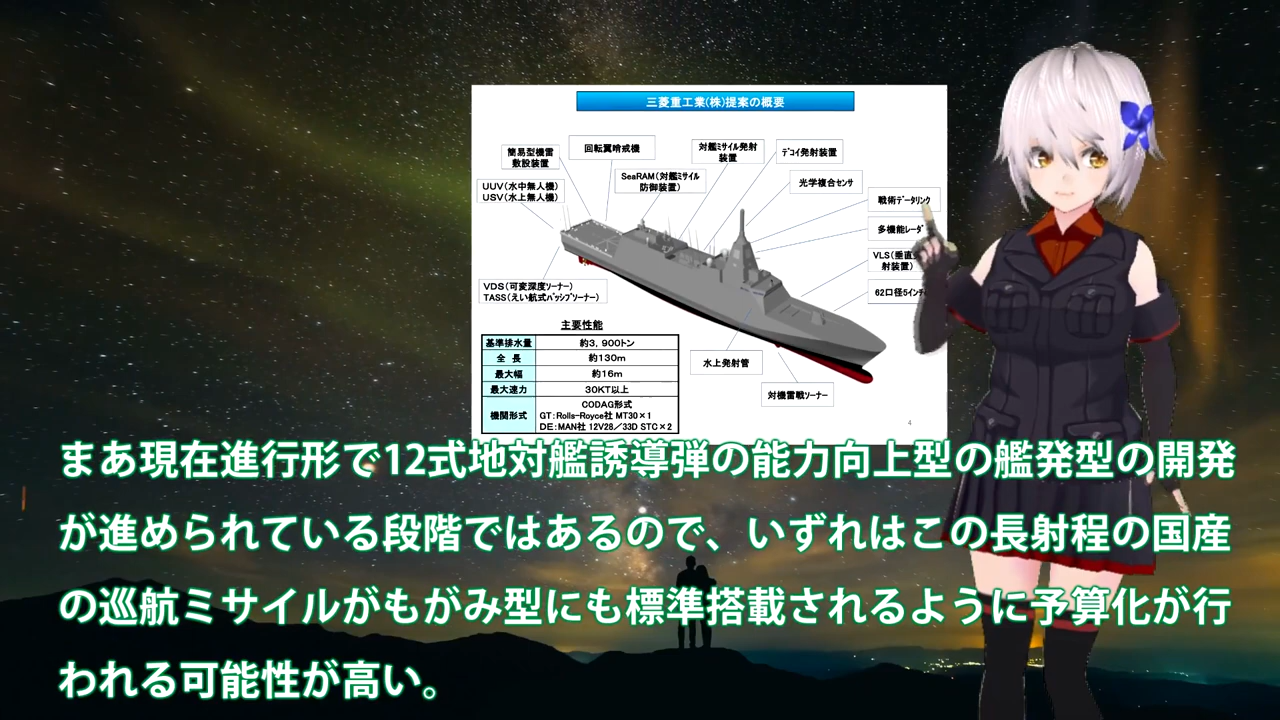 三菱重工業(株)提案の概要
簡易型機雷
敷設装置
回転翼哨戒機
対艦ミサイル発射
装置
デコイ発射装置
UUV(水中無人機)
USV(水上無人機)
SeaRAM(対艦ミサイル
防御装置)
光学複合センサ
戦術データリンク
多機能レーダ
VLS(垂直
射装置)
62口径5インチ
VDS(可変深度ソーナー)
TASS(えい航式パッシブソーナー)
主要性能
基準排水量 約3,900トン
全 長 約130m
最大幅 約16m
最大速力 30KT以上
機関形式 CODAG形式
GT:Rolls-Royce社 MT30×1
DE:MAN社 12V28/33D STC×2
水上発射管
対機雷戦ソーナー
4
まあ現在進行形で12式地対艦誘導弾の能力向上型の艦発型の開発
が進められている段階ではあるので、いずれはこの長射程の国産
の巡航ミサイルがもがみ型にも標準搭載されるように予算化が行
われる可能性が高い。